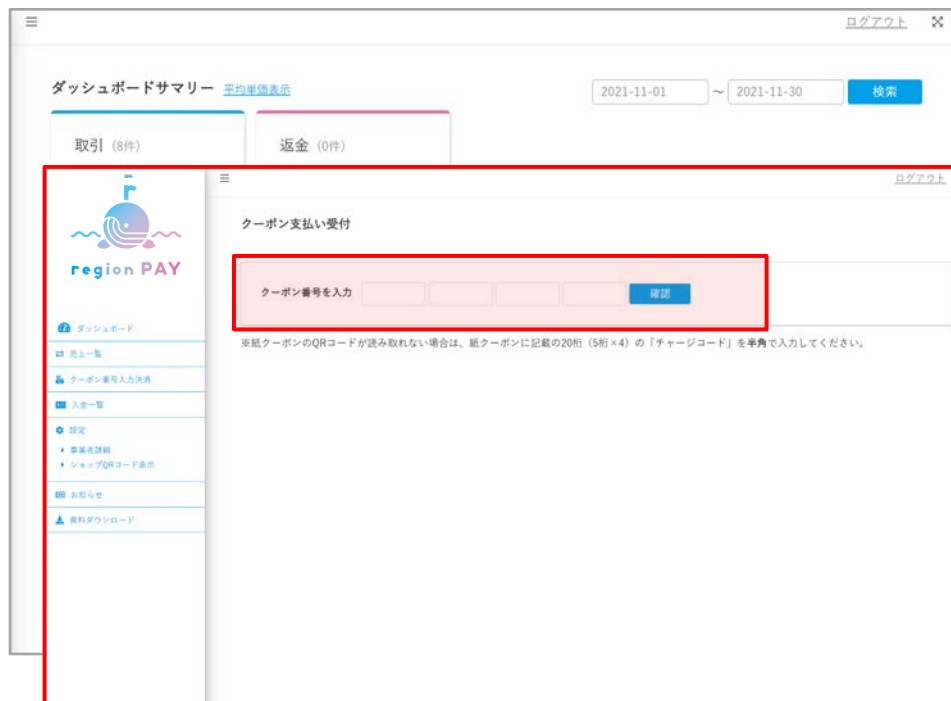 ログアウト
ダッシュボードサマリー 平均単価表示
2021-11-01 ～ 2021-11-30 検索
取引 (8件)
返金 (0件)
region PAY
ダッシュボード
売上一覧
クーポン番号入力決済
入金一覧
設定
事業者詳細
ショップQRコード表示
お知らせ
資料ダウンロード
ログアウト
クーポン支払い受付
クーポン番号を入力 確認
※紙クーポンのQRコードが読み取れない場合は、紙クーポンに記載の20桁（5桁×4）の「チャージコード」を半角で入力してください。